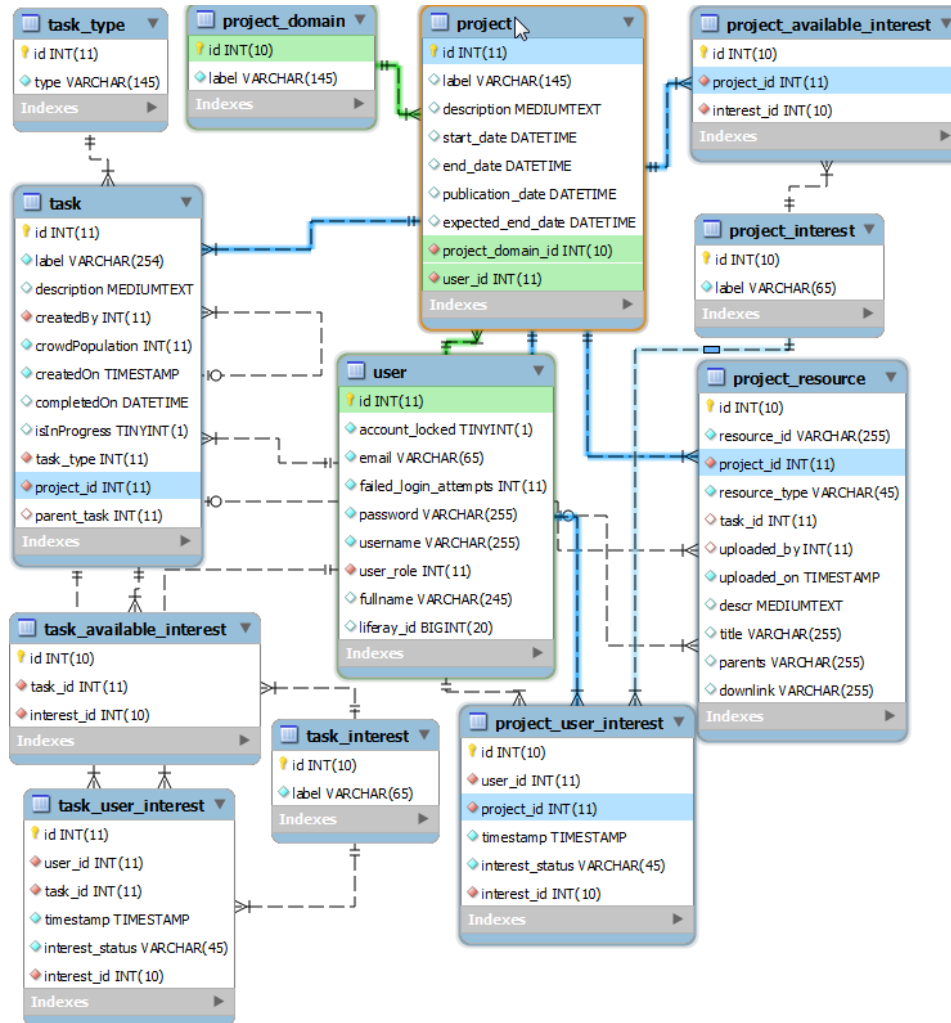 task_type
id INT(11)
type VARCHAR(145)
Indexes
project_domain
id INT(10)
label VARCHAR(145)
Indexes
project
id INT(11)
label VARCHAR(145)
description MEDIUMTEXT
start_date DATETIME
end_date DATETIME
publication_date DATETIME
expected_end_date DATETIME
project_domain_id INT(10)
user_id INT(11)
Indexes
project_available_interest
id INT(10)
project_id INT(11)
interest_id INT(10)
Indexes
task
id INT(11)
label VARCHAR(254)
description MEDIUMTEXT
createdBy INT(11)
crowdPopulation INT(11)
createdOn TIMESTAMP
completedOn DATETIME
isInProgress TINYINT(1)
task_type INT(11)
project_id INT(11)
parent_task INT(11)
Indexes
project_interest
id INT(10)
label VARCHAR(65)
Indexes
user
id INT(11)
account_locked TINYINT(1)
email VARCHAR(65)
failed_login_attempts INT(11)
password VARCHAR(255)
username VARCHAR(255)
user_role INT(11)
fullname VARCHAR(245)
liferay_id BIGINT(20)
Indexes
project_resource
id INT(10)
resource_id VARCHAR(255)
project_id INT(11)
resource_type VARCHAR(45)
task_id INT(11)
uploaded_by INT(11)
uploaded_on TIMESTAMP
descr MEDIUMTEXT
title VARCHAR(255)
parents VARCHAR(255)
downlink VARCHAR(255)
Indexes
task_available_interest
id INT(10)
task_id INT(11)
interest_id INT(10)
Indexes
task_interest
id INT(10)
label VARCHAR(65)
Indexes
project_user_interest
id INT(10)
user_id INT(11)
project_id INT(11)
timestamp TIMESTAMP
interest_status VARCHAR(45)
interest_id INT(10)
Indexes
task_user_interest
id INT(11)
user_id INT(11)
task_id INT(11)
timestamp TIMESTAMP
interest_status VARCHAR(45)
interest_id INT(10)
Indexes